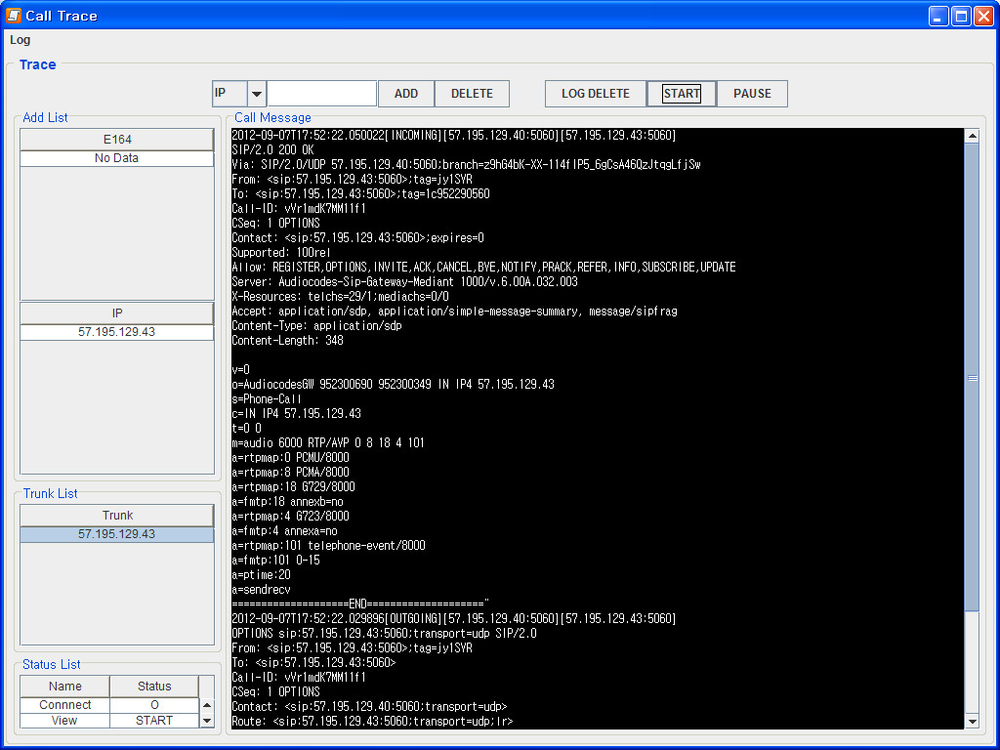 Call Trace
Log
Trace
IP
ADD
DELETE
LOG DELETE
START
PAUSE
Add List
E164
No Data
IP
57.195.129.43
Trunk List
Trunk
57.195.129.43
Status List
Name Status
Connnect O
View START
Call Message
2012-09-07T17:52:22.050022[INCOMING][57.195.129.40:5060][57.195.129.43:5060]
SIP/2.0 200 OK
Via: SIP/2.0/UDP 57.195.129.40:5060;branch=z9hG4bK-XX-114fIP5_6gCsA46QzJtqgLfjSw
From: <sip:57.195.129.43:5060>;tag=jy1SYR
To: <sip:57.195.129.43:5060>;tag=1c952290560
Call-ID: vVr1mdK7MM11f1
CSeq: 1 OPTIONS
Contact: <sip:57.195.129.43:5060>;expires=0
Supported: 100rel
Allow: REGISTER,OPTIONS,INVITE,ACK,CANCEL,BYE,NOTIFY,PRACK,REFER,INFO,SUBSCRIBE,UPDATE
Server: Audiocodes-Sip-Gateway-Mediant 1000/v.6.00A.032.003
X-Resources: telchs=29/1;mediachs=0/0
Accept: application/sdp, application/simple-message-summary, message/sipfrag
Content-Type: application/sdp
Content-Length: 348
v=0
o=AudiocodesGW 952300690 952300349 IN IP4 57.195.129.43
s=Phone-Call
c=IN IP4 57.195.129.43
t=0 0
m=audio 6000 RTP/AVP 0 8 18 4 101
a=rtpmap:0 PCMU/8000
a=rtpmap:8 PCMA/8000
a=rtpmap:18 G729/8000
a=fmtp:18 annexb=no
a=rtpmap:4 G723/8000
a=fmtp:4 annexa=no
a=rtpmap:101 telephone-event/8000
a=fmtp:101 0-15
a=ptime:20
a=sendrecv
====================END===================="
2012-09-07T17:52:22.029896[OUTGOING][57.195.129.40:5060][57.195.129.43:5060]
OPTIONS sip:57.195.129.43:5060;transport=udp SIP/2.0
From: <sip:57.195.129.43:5060>;tag=jy1SYR
To: <sip:57.195.129.43:5060>
Call-ID: vVr1mdK7MM11f1
CSeq: 1 OPTIONS
Contact: <sip:57.195.129.40:5060;transport=udp>
Route: <sip:57.195.129.43:5060;transport=udp;lr>